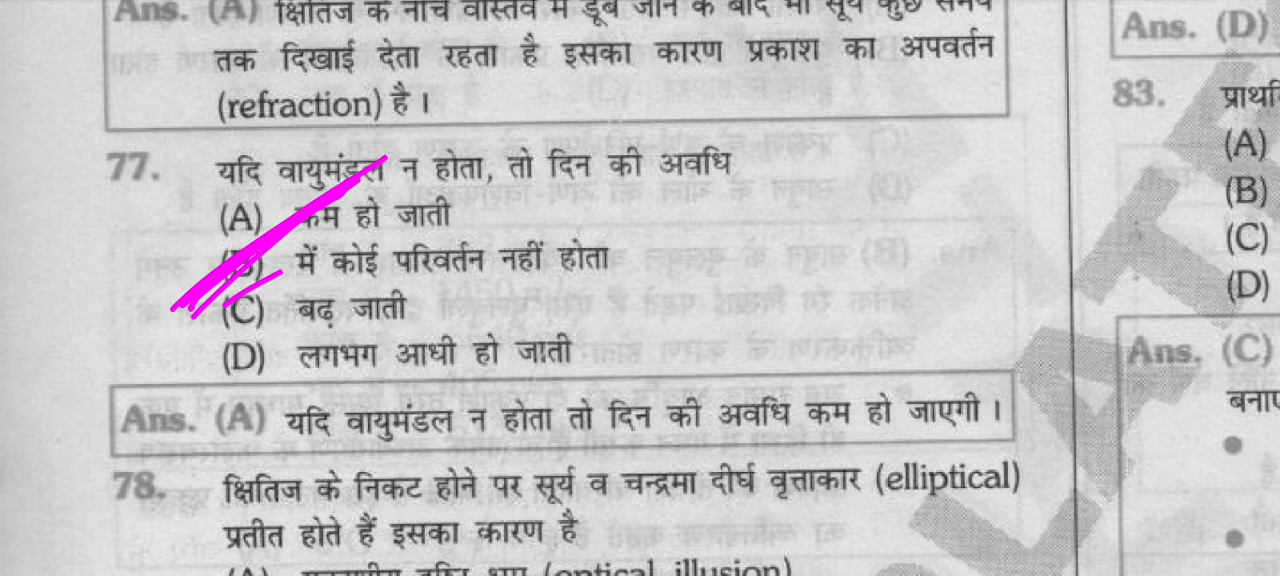 Ans. (A) क्षितिज के नीचे वास्तव में डूब जाने के बाद भी सूर्य कुछ समय
तक दिखाई देता रहता है इसका कारण प्रकाश का अपवर्तन
(refraction) है ।
77. यदि वायुमंडल न होता, तो दिन की अवधि
(A) कम हो जाती
(B) में कोई परिवर्तन नहीं होता
(C) बढ़ जाती
(D) लगभग आधी हो जाती
Ans. (A) यदि वायुमंडल न होता तो दिन की अवधि कम हो जाएगी ।
78. क्षितिज के निकट होने पर सूर्य व चन्द्रमा दीर्घ वृत्ताकार (elliptical)
प्रतीत होते हैं इसका कारण है
(A) (optical illusion)
Ans. (D)
83.
(A)
(B)
(C)
(D)
Ans. (C)